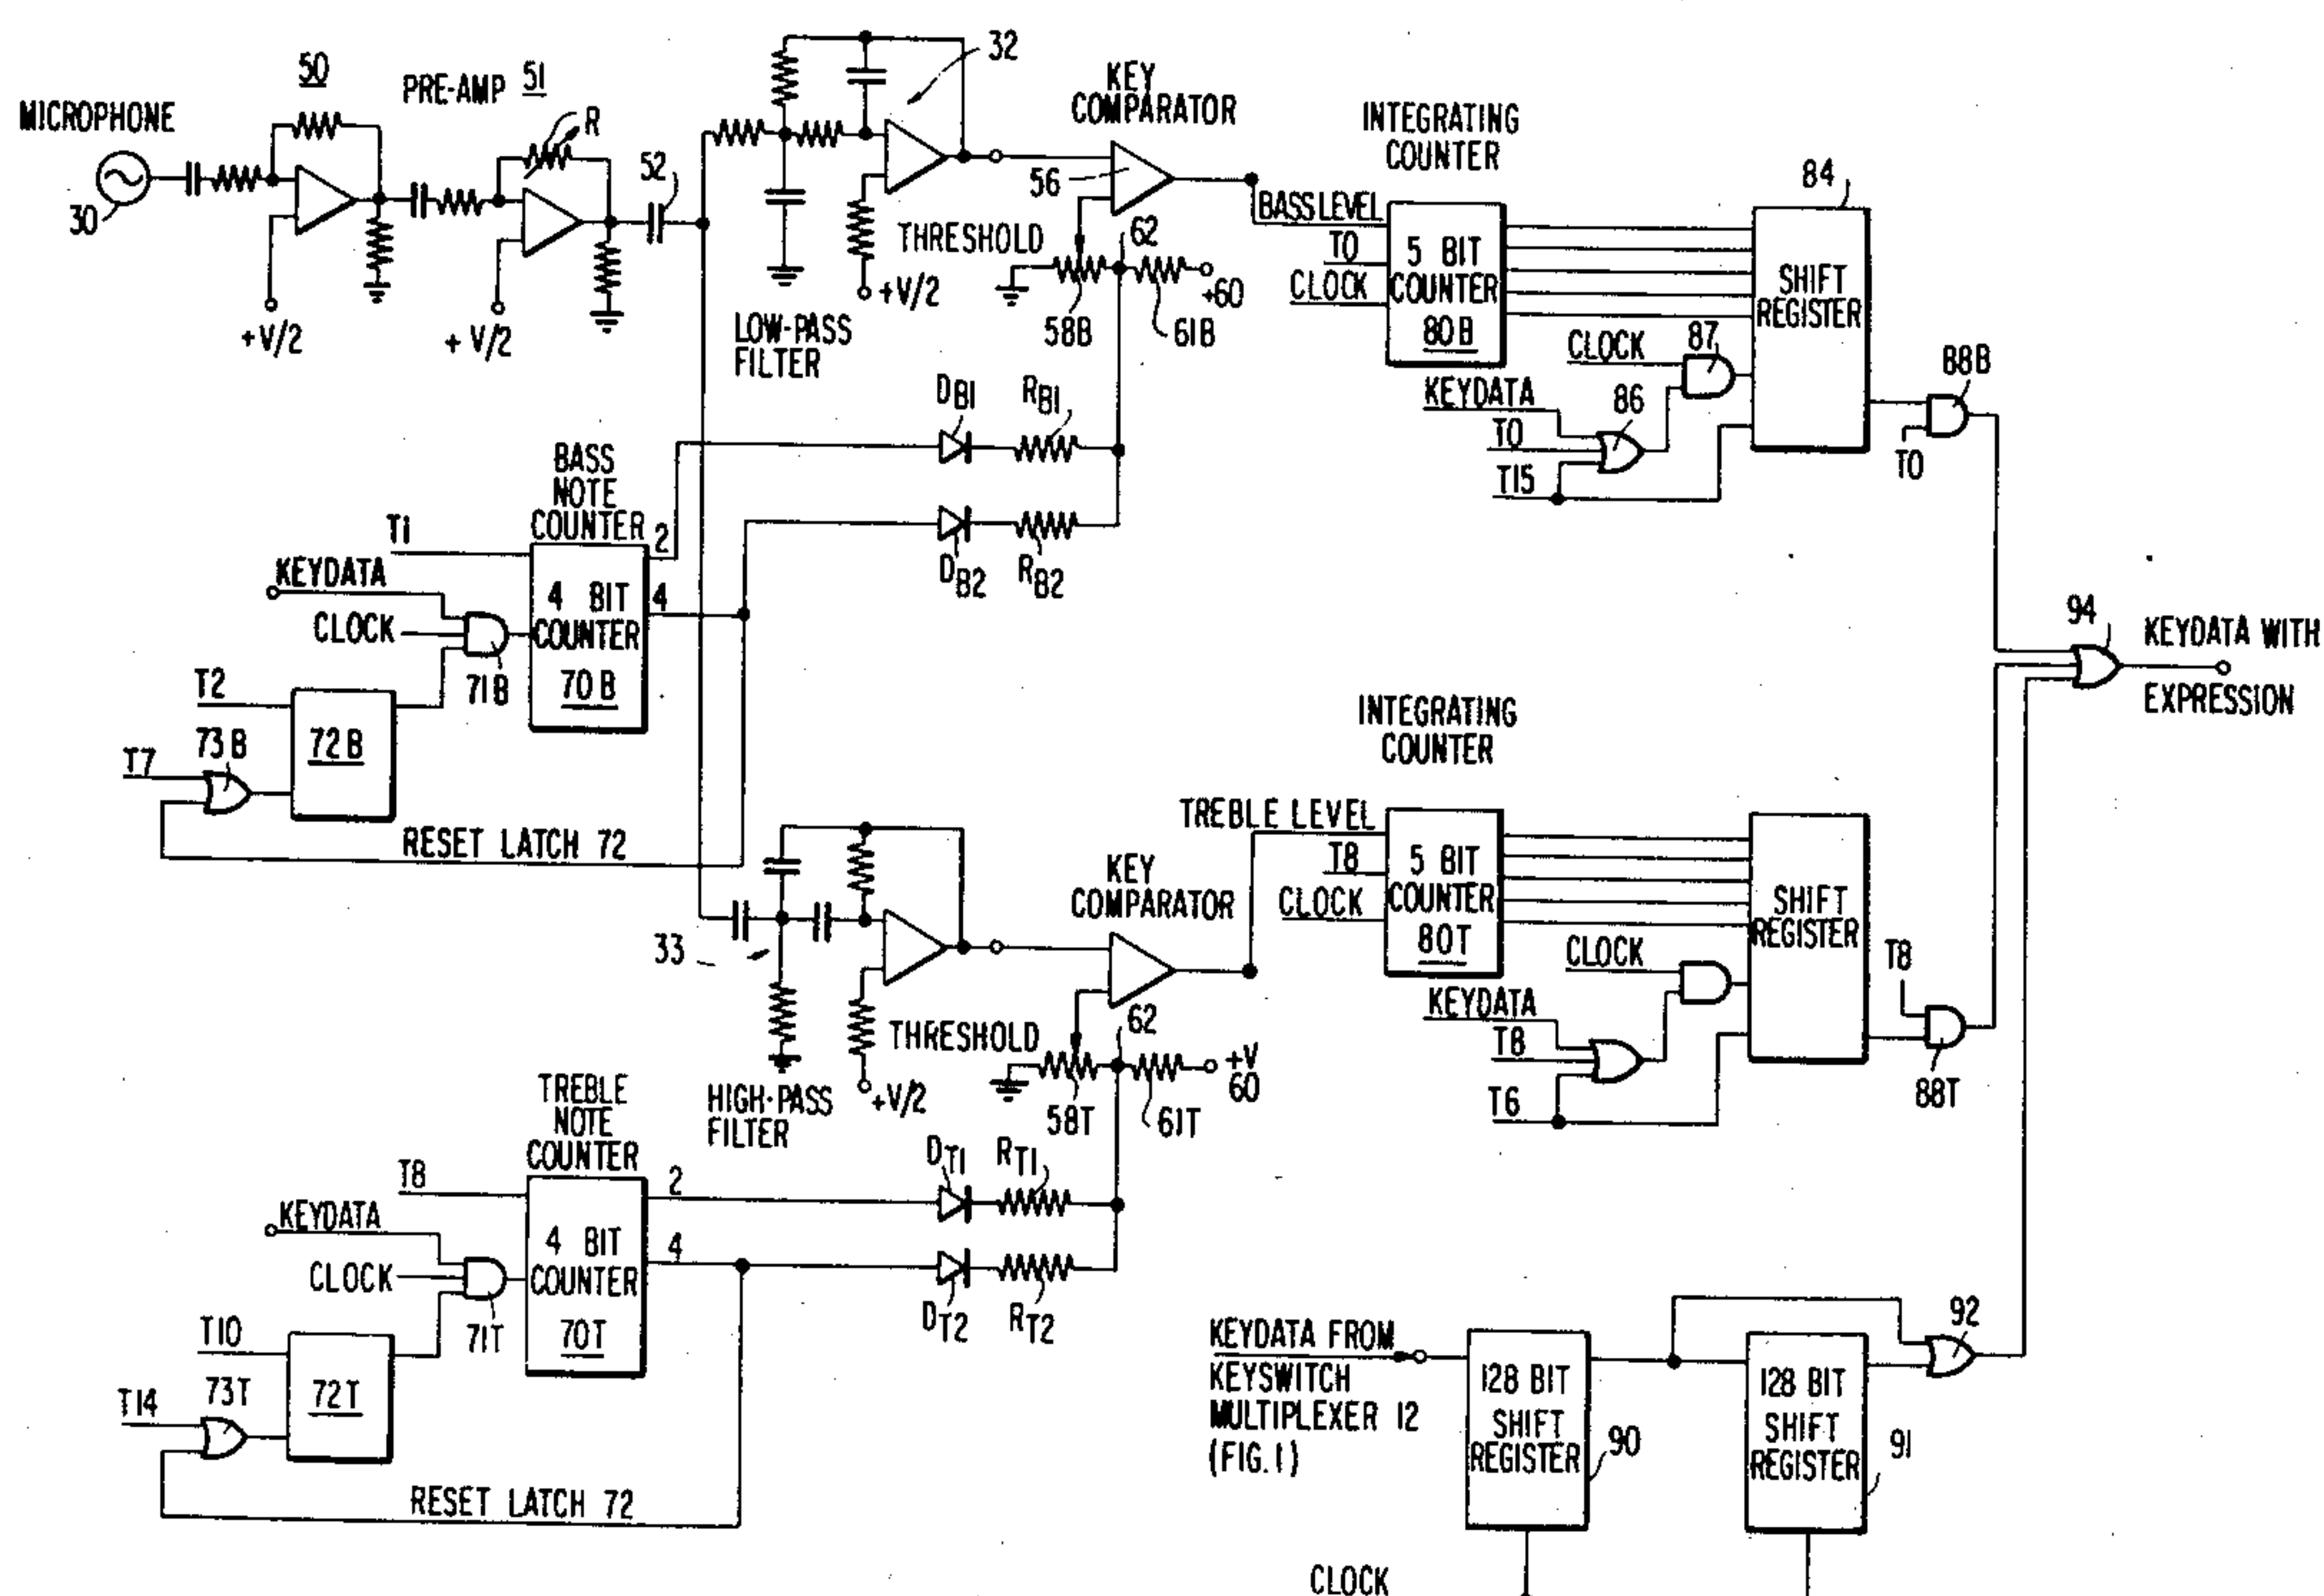 50
PRE-AMP 51
MICROPHONE
R
30
+V/2
+V/2
52
32
LOW-PASS
FILTER
+V/2
KEY
COMPARATOR
56
THRESHOLD
62
+60
58B
61B
INTEGRATING
COUNTER
BASS LEVEL
T0
CLOCK
5 BIT
COUNTER
80B
84
SHIFT
REGISTER
CLOCK
87
KEYDATA
86
T0
T15
88B
T0
DB1
RB1
DB2
RB2
BASS
NOTE
COUNTER
2
4
T1
KEYDATA
CLOCK
71B
4 BIT
COUNTER
70B
T2
72B
T7
73B
RESET LATCH 72
94
KEYDATA WITH
EXPRESSION
33
HIGH-PASS
FILTER
+V/2
KEY
COMPARATOR
THRESHOLD
62
+V
60
58T
61T
INTEGRATING
COUNTER
TREBLE LEVEL
T8
CLOCK
5 BIT
COUNTER
80T
SHIFT
REGISTER
CLOCK
KEYDATA
T8
T6
T8
88T
TREBLE
NOTE
COUNTER
2
4
T8
KEYDATA
CLOCK
71T
4 BIT
COUNTER
70T
DT1
RT1
DT2
RT2
T10
72T
T14
73T
RESET LATCH 72
KEYDATA FROM
KEYSWITCH
MULTIPLEXER 12
(FIG. 1)
128 BIT
SHIFT
REGISTER
90
128 BIT
SHIFT
REGISTER
91
92
CLOCK